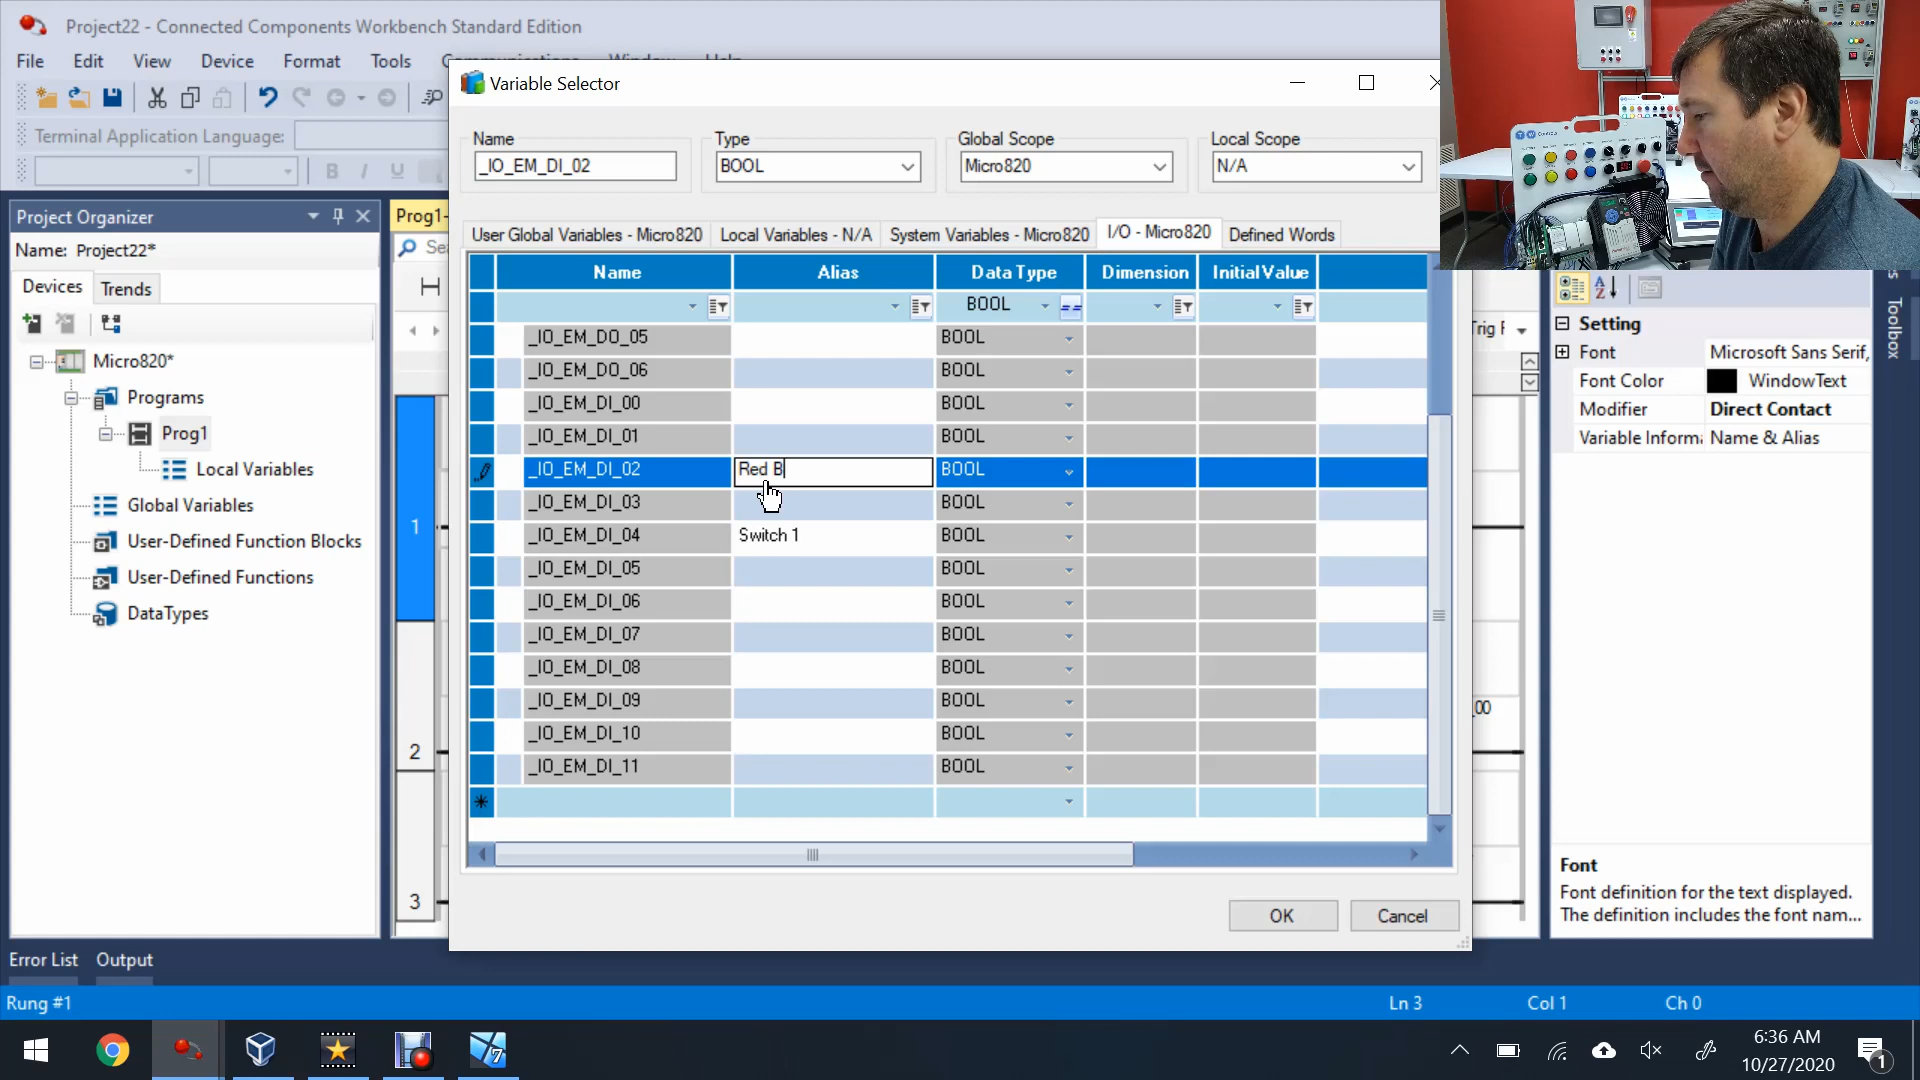 Project22 - Connected Components Workbench Standard Edition
File Edit View Device Format Tools
Terminal Application Language:
Variable Selector
Name
_IO_EM_DI_02
Type
BOOL
Global Scope
Micro820
Local Scope
N/A
User Global Variables - Micro820
Local Variables - N/A
System Variables - Micro820
I/O - Micro820
Defined Words
Name Alias Data Type Dimension Initial Value
BOOL ==
_IO_EM_DO_05 BOOL
_IO_EM_DO_06 BOOL
_IO_EM_DI_00 BOOL
_IO_EM_DI_01 BOOL
_IO_EM_DI_02 Red B BOOL
_IO_EM_DI_03 BOOL
_IO_EM_DI_04 Switch 1 BOOL
_IO_EM_DI_05 BOOL
_IO_EM_DI_06 BOOL
_IO_EM_DI_07 BOOL
_IO_EM_DI_08 BOOL
_IO_EM_DI_09 BOOL
_IO_EM_DI_10 BOOL
_IO_EM_DI_11 BOOL
OK Cancel
Project Organizer
Name: Project22*
Devices Trends
Micro820*
Programs
Prog1
Local Variables
Global Variables
User-Defined Function Blocks
User-Defined Functions
DataTypes
Prog1-
1
2
3
_00
Toolbox
Setting
Font Microsoft Sans Serif,
Font Color WindowText
Modifier Direct Contact
Variable Informa Name & Alias
Font
Font definition for the text displayed.
The definition includes the font nam...
Error List Output
Rung #1 Ln 3 Col 1 Ch 0
6:36 AM
10/27/2020
1